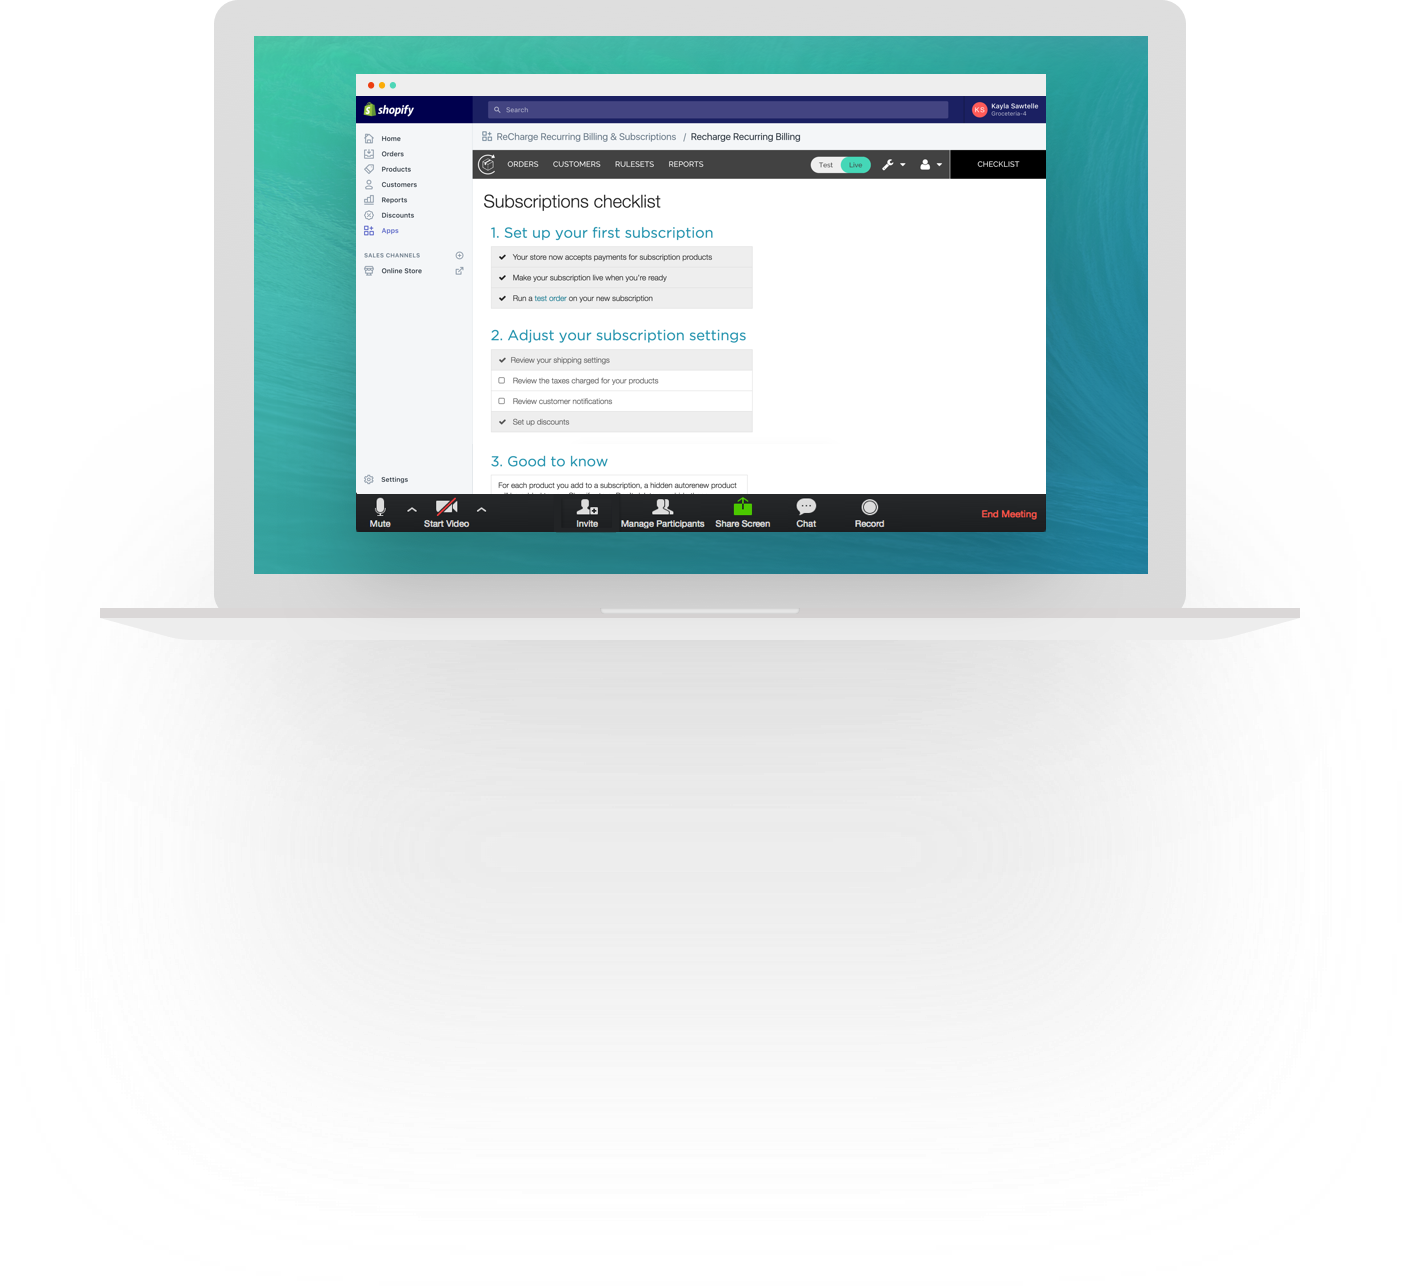 shopify
Search
KS
Kayla Sawtelle
Groceteria-4
Home
Orders
Products
Customers
Reports
Discounts
Apps
SALES CHANNELS
Online Store
Settings
ReCharge Recurring Billing & Subscriptions / Recharge Recurring Billing
ORDERS CUSTOMERS RULESETS REPORTS Test Live CHECKLIST
Subscriptions checklist
1. Set up your first subscription
Your store now accepts payments for subscription products
Make your subscription live when you're ready
Run a test order on your new subscription
2. Adjust your subscription settings
Review your shipping settings
Review the taxes charged for your products
Review customer notifications
Set up discounts
3. Good to know
For each product you add to a subscription, a hidden autorenew product
Mute Start Video Invite Manage Participants Share Screen Chat Record End Meeting